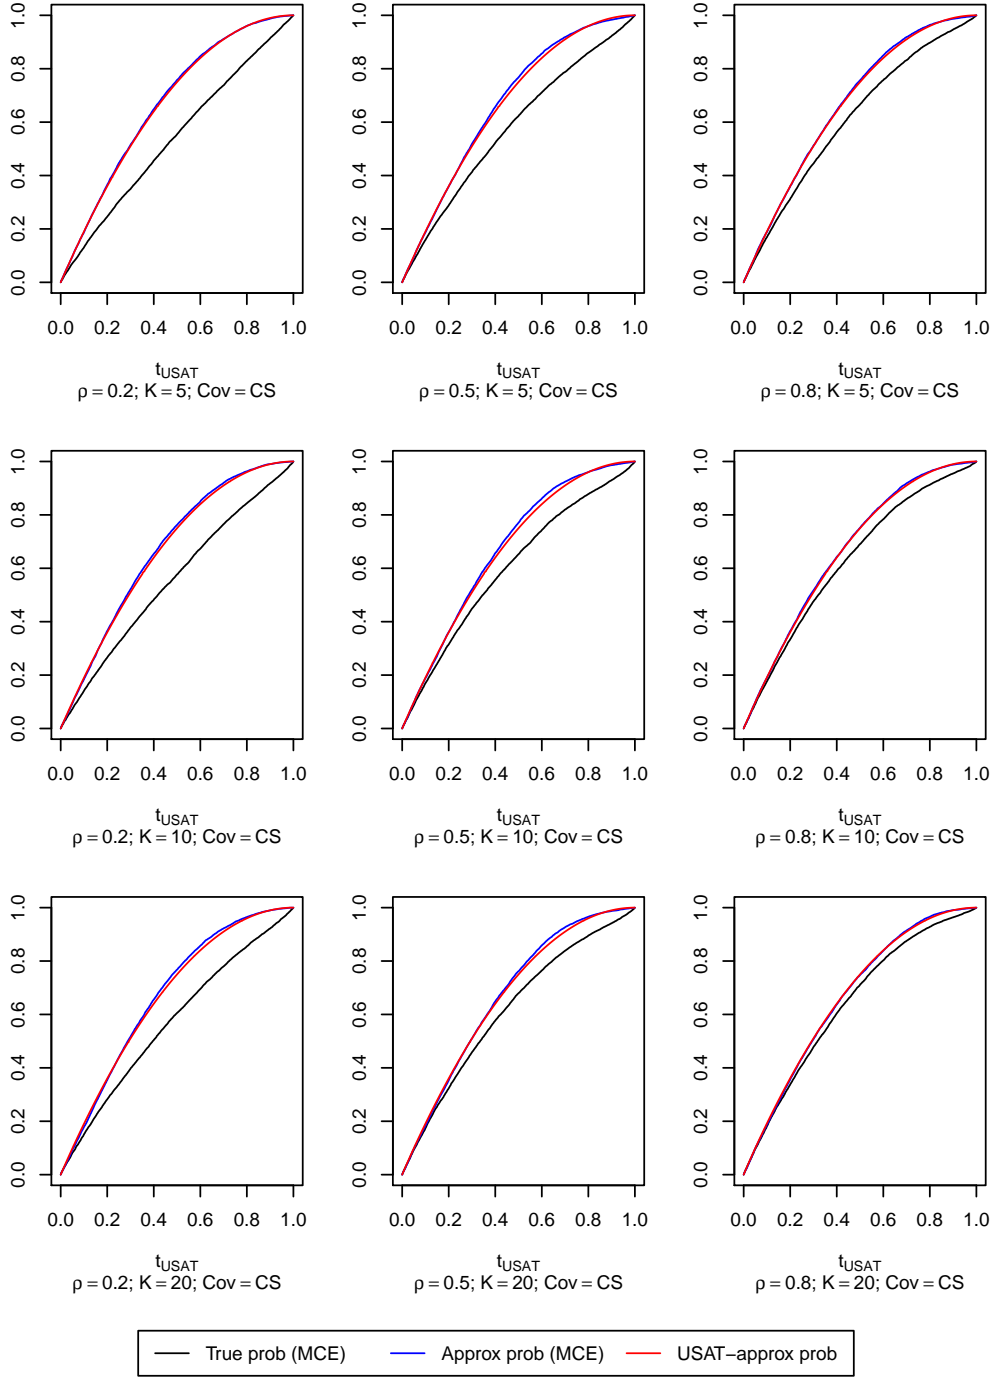 0.0 0.2 0.4 0.6 0.8 1.0
0.0 0.2 0.4 0.6 0.8 1.0
t_USAT
ρ = 0.2; K = 5; Cov = CS
0.0 0.2 0.4 0.6 0.8 1.0
0.0 0.2 0.4 0.6 0.8 1.0
t_USAT
ρ = 0.5; K = 5; Cov = CS
0.0 0.2 0.4 0.6 0.8 1.0
0.0 0.2 0.4 0.6 0.8 1.0
t_USAT
ρ = 0.8; K = 5; Cov = CS
0.0 0.2 0.4 0.6 0.8 1.0
0.0 0.2 0.4 0.6 0.8 1.0
t_USAT
ρ = 0.2; K = 10; Cov = CS
0.0 0.2 0.4 0.6 0.8 1.0
0.0 0.2 0.4 0.6 0.8 1.0
t_USAT
ρ = 0.5; K = 10; Cov = CS
0.0 0.2 0.4 0.6 0.8 1.0
0.0 0.2 0.4 0.6 0.8 1.0
t_USAT
ρ = 0.8; K = 10; Cov = CS
0.0 0.2 0.4 0.6 0.8 1.0
0.0 0.2 0.4 0.6 0.8 1.0
t_USAT
ρ = 0.2; K = 20; Cov = CS
0.0 0.2 0.4 0.6 0.8 1.0
0.0 0.2 0.4 0.6 0.8 1.0
t_USAT
ρ = 0.5; K = 20; Cov = CS
0.0 0.2 0.4 0.6 0.8 1.0
0.0 0.2 0.4 0.6 0.8 1.0
t_USAT
ρ = 0.8; K = 20; Cov = CS
True prob (MCE) Approx prob (MCE) USAT−approx prob